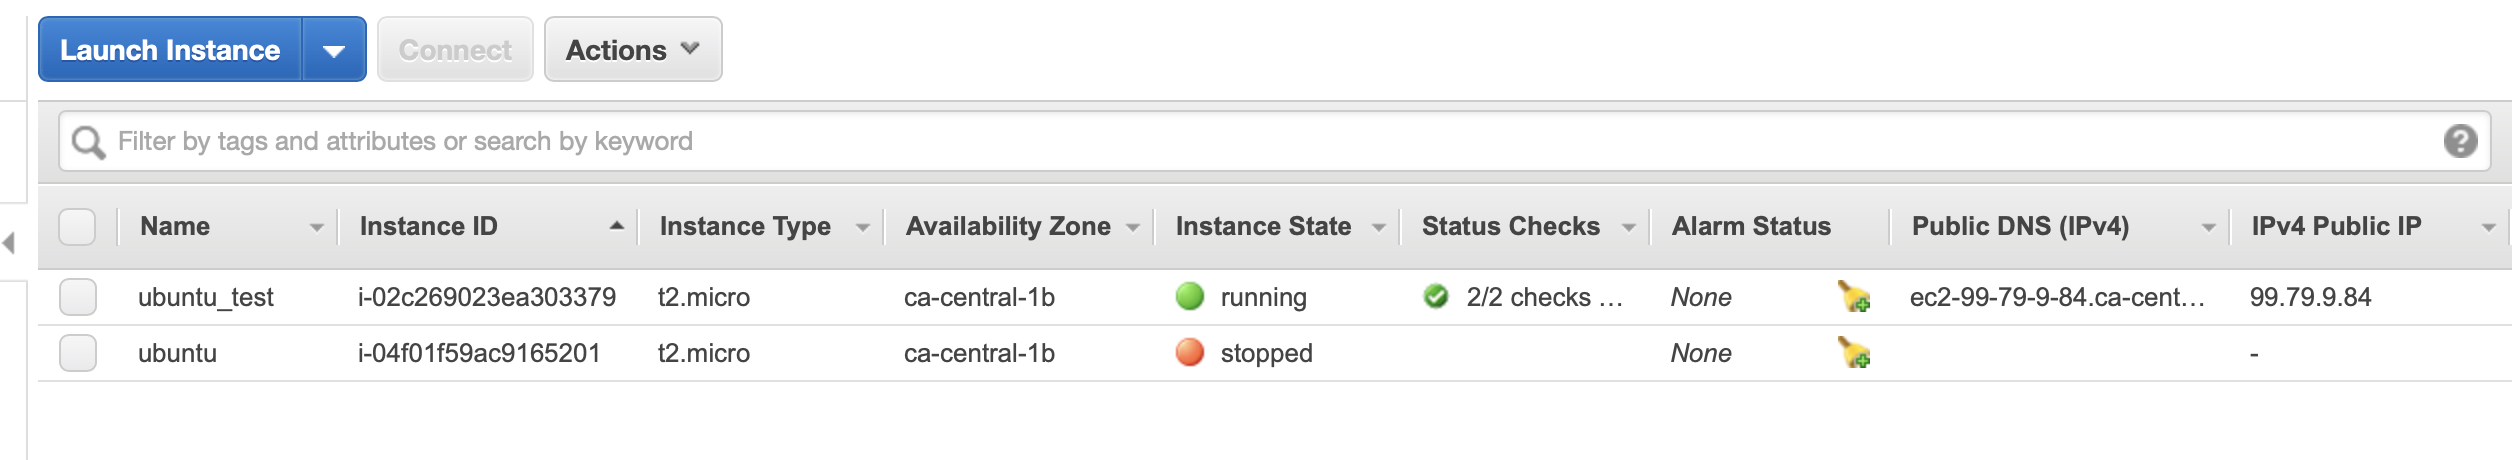 Launch Instance Connect Actions
Filter by tags and attributes or search by keyword
Name Instance ID Instance Type Availability Zone Instance State Status Checks Alarm Status Public DNS (IPv4) IPv4 Public IP
ubuntu_test i-02c269023ea303379 t2.micro ca-central-1b running 2/2 checks ... None ec2-99-79-9-84.ca-cent... 99.79.9.84
ubuntu i-04f01f59ac9165201 t2.micro ca-central-1b stopped None -